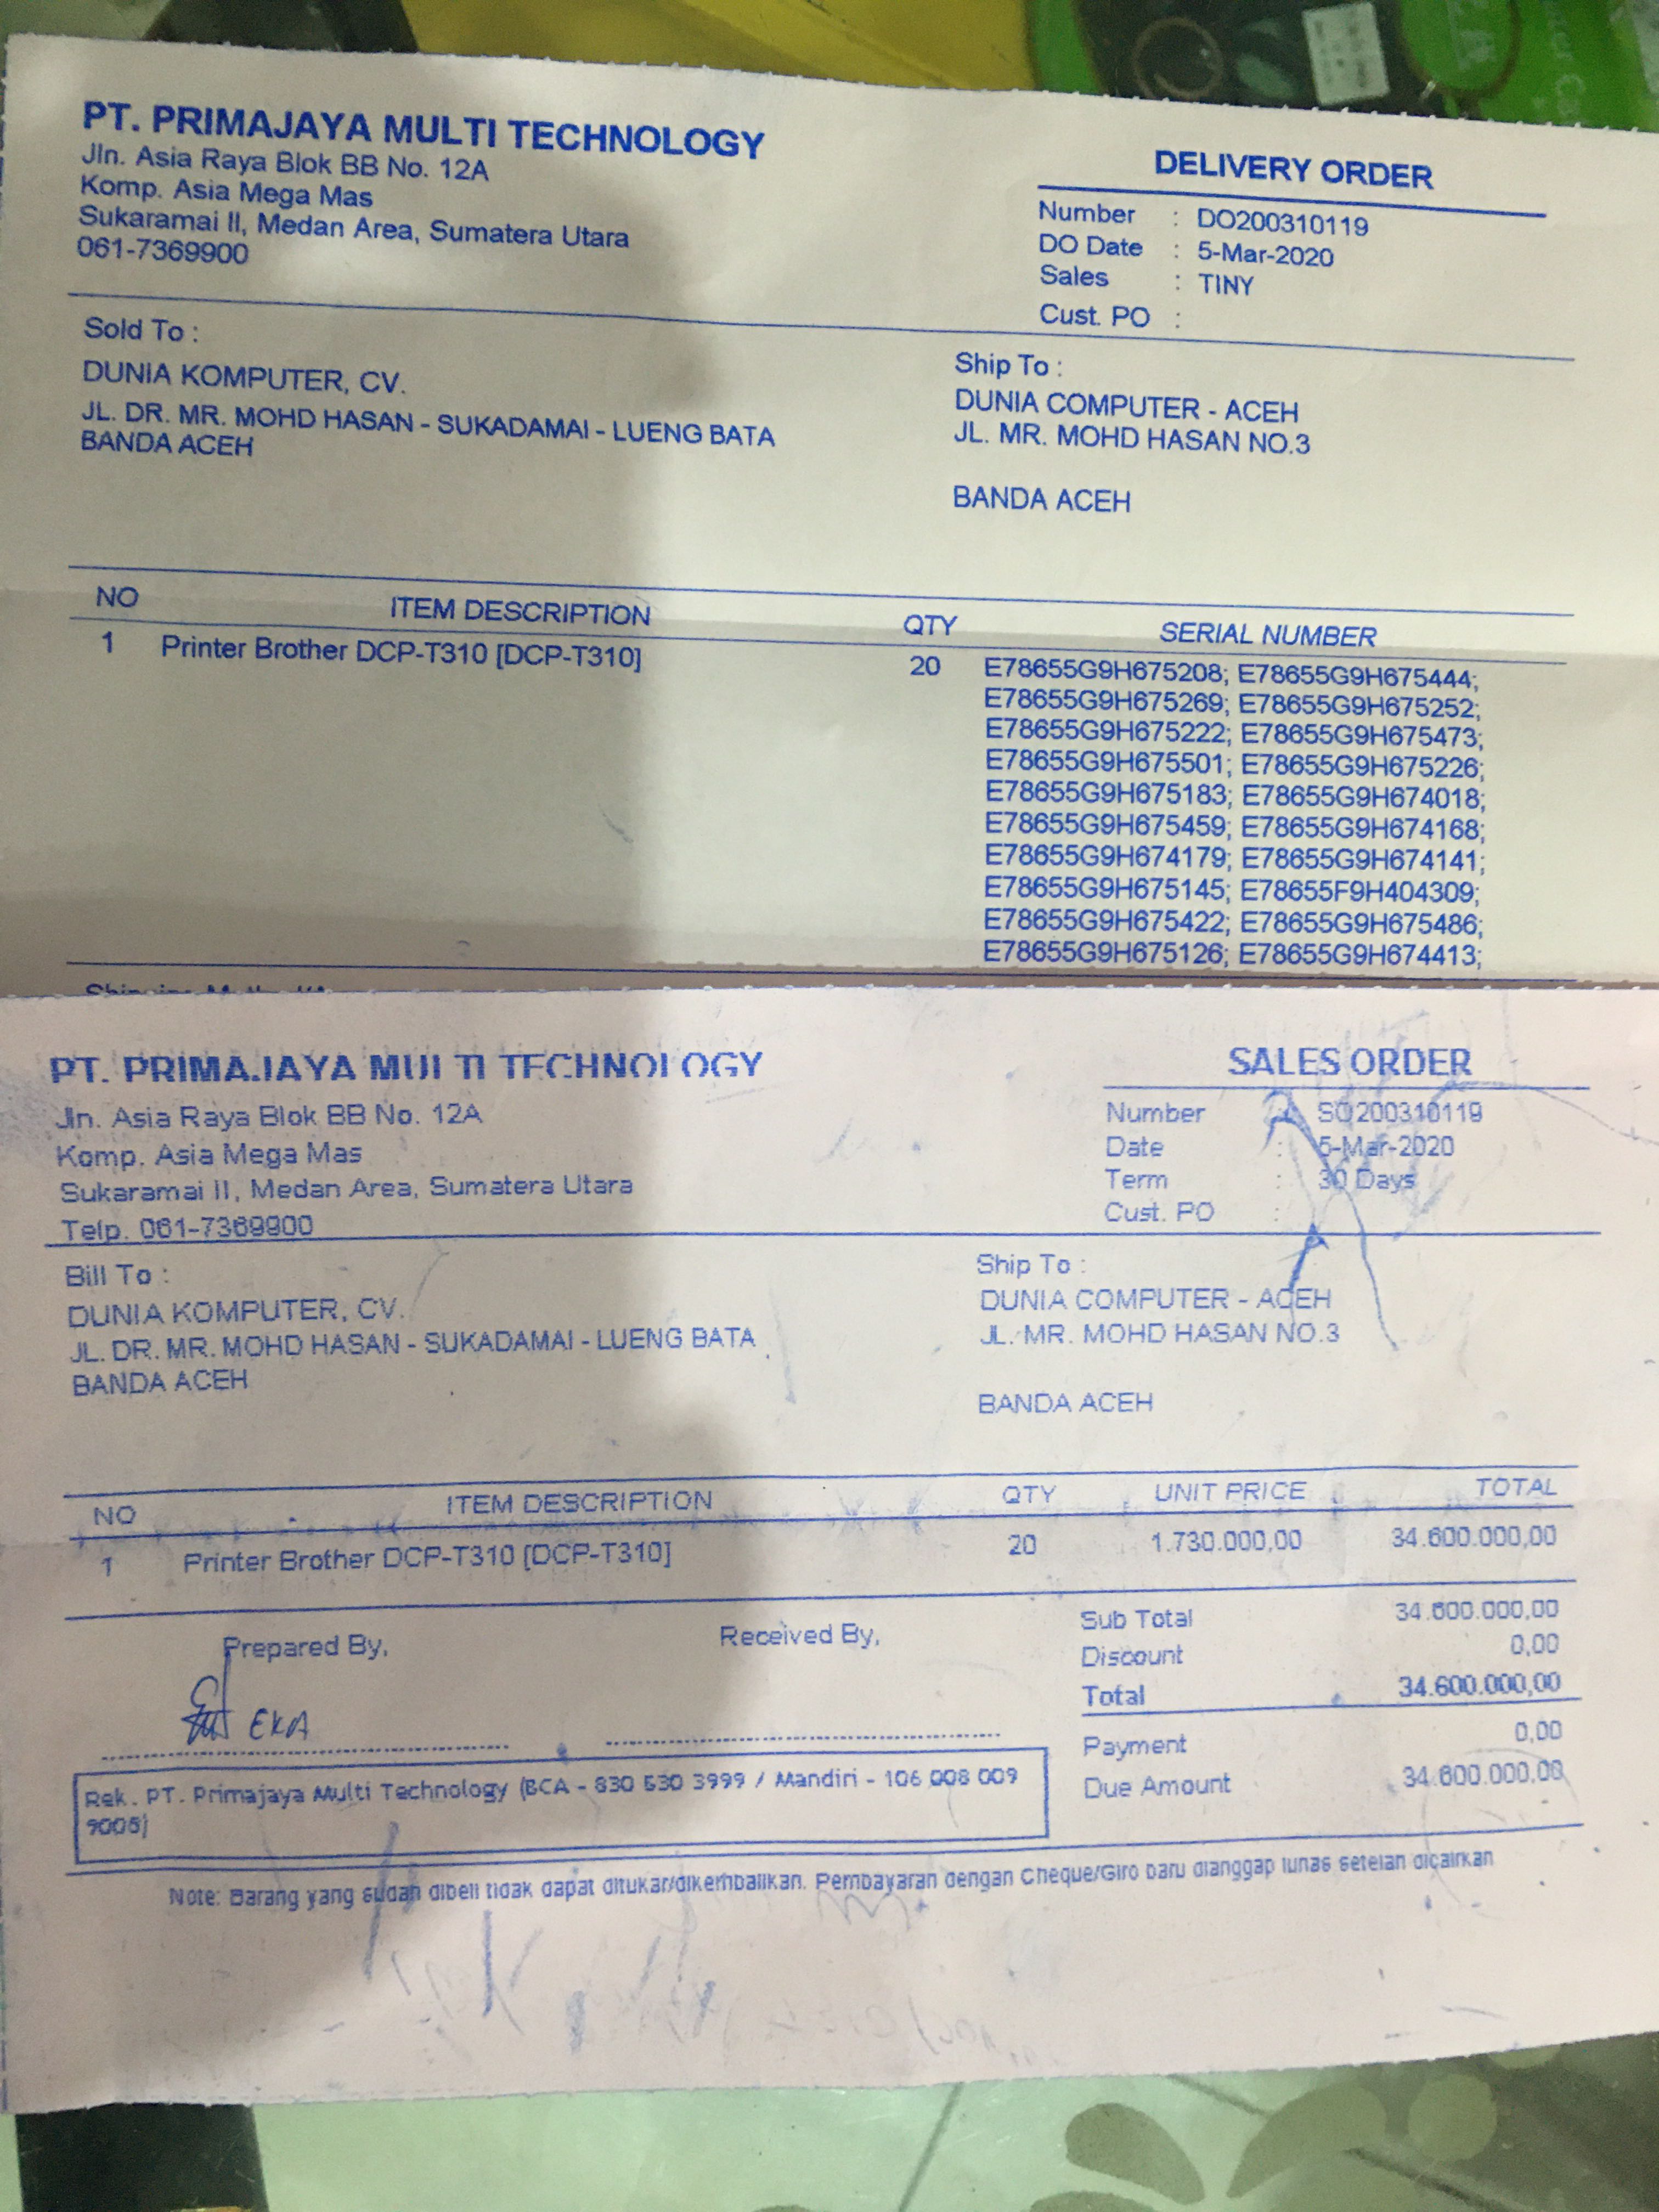 PT. PRIMAJAYA MULTI TECHNOLOGY
Jln. Asia Raya Blok BB No. 12A
Komp. Asia Mega Mas
Sukaramai II, Medan Area, Sumatera Utara
061-7369900
DELIVERY ORDER
Number : DO200310119
DO Date : 5-Mar-2020
Sales : TINY
Cust. PO :
Sold To :
DUNIA KOMPUTER, CV.
JL. DR. MR. MOHD HASAN - SUKADAMAI - LUENG BATA
BANDA ACEH
Ship To :
DUNIA COMPUTER - ACEH
JL. MR. MOHD HASAN NO.3
BANDA ACEH
NO ITEM DESCRIPTION QTY SERIAL NUMBER
1 Printer Brother DCP-T310 [DCP-T310] 20 E78655G9H675208; E78655G9H675444;
E78655G9H675269; E78655G9H675252;
E78655G9H675222; E78655G9H675473;
E78655G9H675501; E78655G9H675226;
E78655G9H675183; E78655G9H674018;
E78655G9H675459; E78655G9H674168;
E78655G9H674179; E78655G9H674141;
E78655G9H675145; E78655F9H404309;
E78655G9H675422; E78655G9H675486;
E78655G9H675126; E78655G9H674413;
PT. PRIMAJAYA MULTI TECHNOLOGY
Jln. Asia Raya Blok BB No. 12A
Komp. Asia Mega Mas
Sukaramai II, Medan Area, Sumatera Utara
Telp. 061-7369900
SALES ORDER
Number : SO200310119
Date : 5-Mar-2020
Term : 30 Days
Cust. PO :
Bill To :
DUNIA KOMPUTER, CV.
JL. DR. MR. MOHD HASAN - SUKADAMAI - LUENG BATA
BANDA ACEH
Ship To :
DUNIA COMPUTER - ACEH
JL. MR. MOHD HASAN NO.3
BANDA ACEH
NO ITEM DESCRIPTION QTY UNIT PRICE TOTAL
1 Printer Brother DCP-T310 [DCP-T310] 20 1.730.000,00 34.600.000,00
Prepared By, Received By,
EKA
Sub Total 34.600.000,00
Discount 0,00
Total 34.600.000,00
Payment 0,00
Due Amount 34.600.000,00
Rek. PT. Primajaya Multi Technology (BCA - 830 530 3999 / Mandiri - 106 008 009
9005)
Note: Barang yang sudah dibeli tidak dapat ditukar/dikembalikan. Pembayaran dengan Cheque/Giro baru dianggap lunas setelah dicairkan